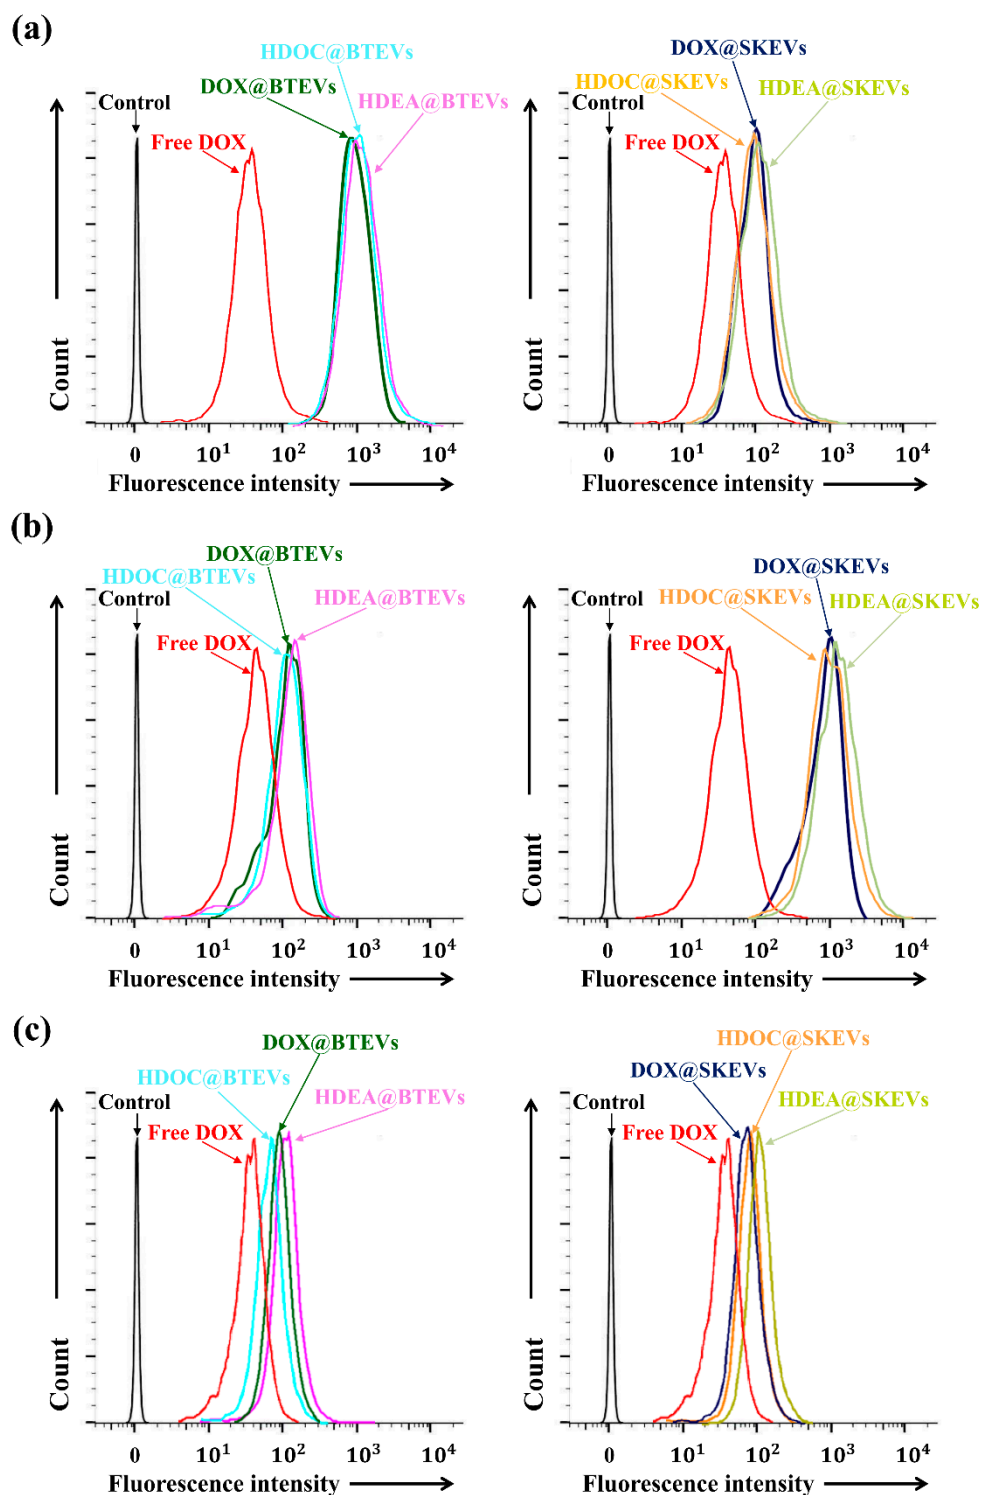 (a)
HDOC@BTEVs
DOX@BTEVs
HDEA@BTEVs
Control
Free DOX
Count
0 10¹ 10² 10³ 10⁴
Fluorescence intensity
DOX@SKEVs
HDOC@SKEVs
HDEA@SKEVs
Control
Free DOX
Count
0 10¹ 10² 10³ 10⁴
Fluorescence intensity
(b)
DOX@BTEVs
HDOC@BTEVs
HDEA@BTEVs
Control
Free DOX
Count
0 10¹ 10² 10³ 10⁴
Fluorescence intensity
DOX@SKEVs
HDOC@SKEVs
HDEA@SKEVs
Control
Free DOX
Count
0 10¹ 10² 10³ 10⁴
Fluorescence intensity
(c)
DOX@BTEVs
HDOC@BTEVs
HDEA@BTEVs
Control
Free DOX
Count
0 10¹ 10² 10³ 10⁴
Fluorescence intensity
HDOC@SKEVs
DOX@SKEVs
HDEA@SKEVs
Control
Free DOX
Count
0 10¹ 10² 10³ 10⁴
Fluorescence intensity